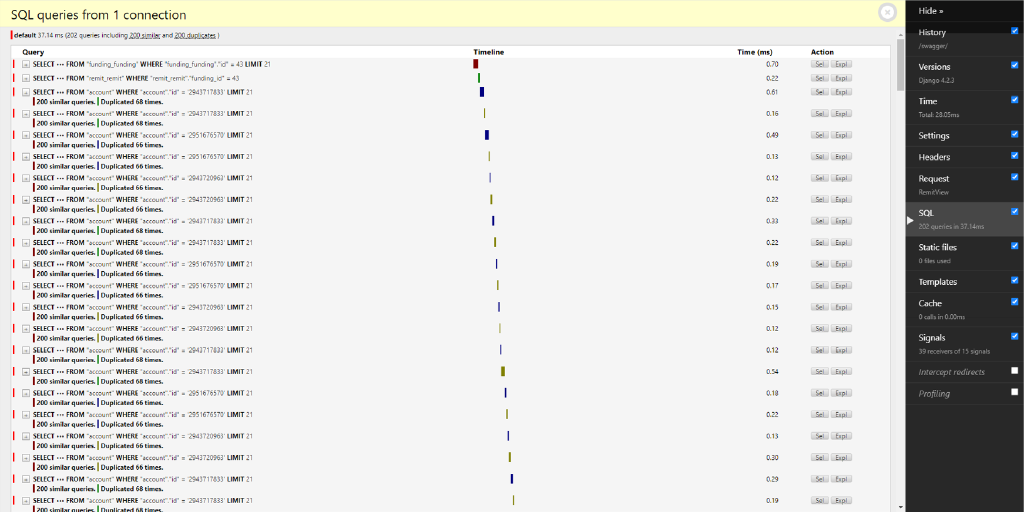 SQL queries from 1 connection
default 37.14 ms (202 queries including 200 similar and 200 duplicates )
Query Timeline Time (ms) Action
SELECT ••• FROM "funding_funding" WHERE "funding_funding"."id" = 43 LIMIT 21 0.70 Sel Expl
SELECT ••• FROM "remit_remit" WHERE "remit_remit"."funding_id" = 43 0.22 Sel Expl
SELECT ••• FROM "account" WHERE "account"."id" = '2943717833' LIMIT 21 0.61 Sel Expl
200 similar queries. Duplicated 68 times.
SELECT ••• FROM "account" WHERE "account"."id" = '2943717833' LIMIT 21 0.16 Sel Expl
200 similar queries. Duplicated 68 times.
SELECT ••• FROM "account" WHERE "account"."id" = '2951676570' LIMIT 21 0.49 Sel Expl
200 similar queries. Duplicated 66 times.
SELECT ••• FROM "account" WHERE "account"."id" = '2951676570' LIMIT 21 0.13 Sel Expl
200 similar queries. Duplicated 66 times.
SELECT ••• FROM "account" WHERE "account"."id" = '2943720963' LIMIT 21 0.12 Sel Expl
200 similar queries. Duplicated 66 times.
SELECT ••• FROM "account" WHERE "account"."id" = '2943720963' LIMIT 21 0.22 Sel Expl
200 similar queries. Duplicated 66 times.
SELECT ••• FROM "account" WHERE "account"."id" = '2943717833' LIMIT 21 0.33 Sel Expl
200 similar queries. Duplicated 68 times.
SELECT ••• FROM "account" WHERE "account"."id" = '2943717833' LIMIT 21 0.22 Sel Expl
200 similar queries. Duplicated 68 times.
SELECT ••• FROM "account" WHERE "account"."id" = '2951676570' LIMIT 21 0.19 Sel Expl
200 similar queries. Duplicated 66 times.
SELECT ••• FROM "account" WHERE "account"."id" = '2951676570' LIMIT 21 0.17 Sel Expl
200 similar queries. Duplicated 66 times.
SELECT ••• FROM "account" WHERE "account"."id" = '2943720963' LIMIT 21 0.15 Sel Expl
200 similar queries. Duplicated 66 times.
SELECT ••• FROM "account" WHERE "account"."id" = '2943720963' LIMIT 21 0.12 Sel Expl
200 similar queries. Duplicated 66 times.
SELECT ••• FROM "account" WHERE "account"."id" = '2943717833' LIMIT 21 0.12 Sel Expl
200 similar queries. Duplicated 68 times.
SELECT ••• FROM "account" WHERE "account"."id" = '2943717833' LIMIT 21 0.54 Sel Expl
200 similar queries. Duplicated 68 times.
SELECT ••• FROM "account" WHERE "account"."id" = '2951676570' LIMIT 21 0.18 Sel Expl
200 similar queries. Duplicated 66 times.
SELECT ••• FROM "account" WHERE "account"."id" = '2951676570' LIMIT 21 0.22 Sel Expl
200 similar queries. Duplicated 66 times.
SELECT ••• FROM "account" WHERE "account"."id" = '2943720963' LIMIT 21 0.13 Sel Expl
200 similar queries. Duplicated 66 times.
SELECT ••• FROM "account" WHERE "account"."id" = '2943720963' LIMIT 21 0.30 Sel Expl
200 similar queries. Duplicated 66 times.
SELECT ••• FROM "account" WHERE "account"."id" = '2943717833' LIMIT 21 0.29 Sel Expl
200 similar queries. Duplicated 68 times.
SELECT ••• FROM "account" WHERE "account"."id" = '2943717833' LIMIT 21 0.19 Sel Expl
200 similar queries. Duplicated 68 times.
Hide »
History
/swagger/
Versions
Django 4.2.3
Time
Total: 28.05ms
Settings
Headers
Request
RemitView
SQL
202 queries in 37.14ms
Static files
0 files used
Templates
Cache
0 calls in 0.00ms
Signals
39 receivers of 15 signals
Intercept redirects
Profiling